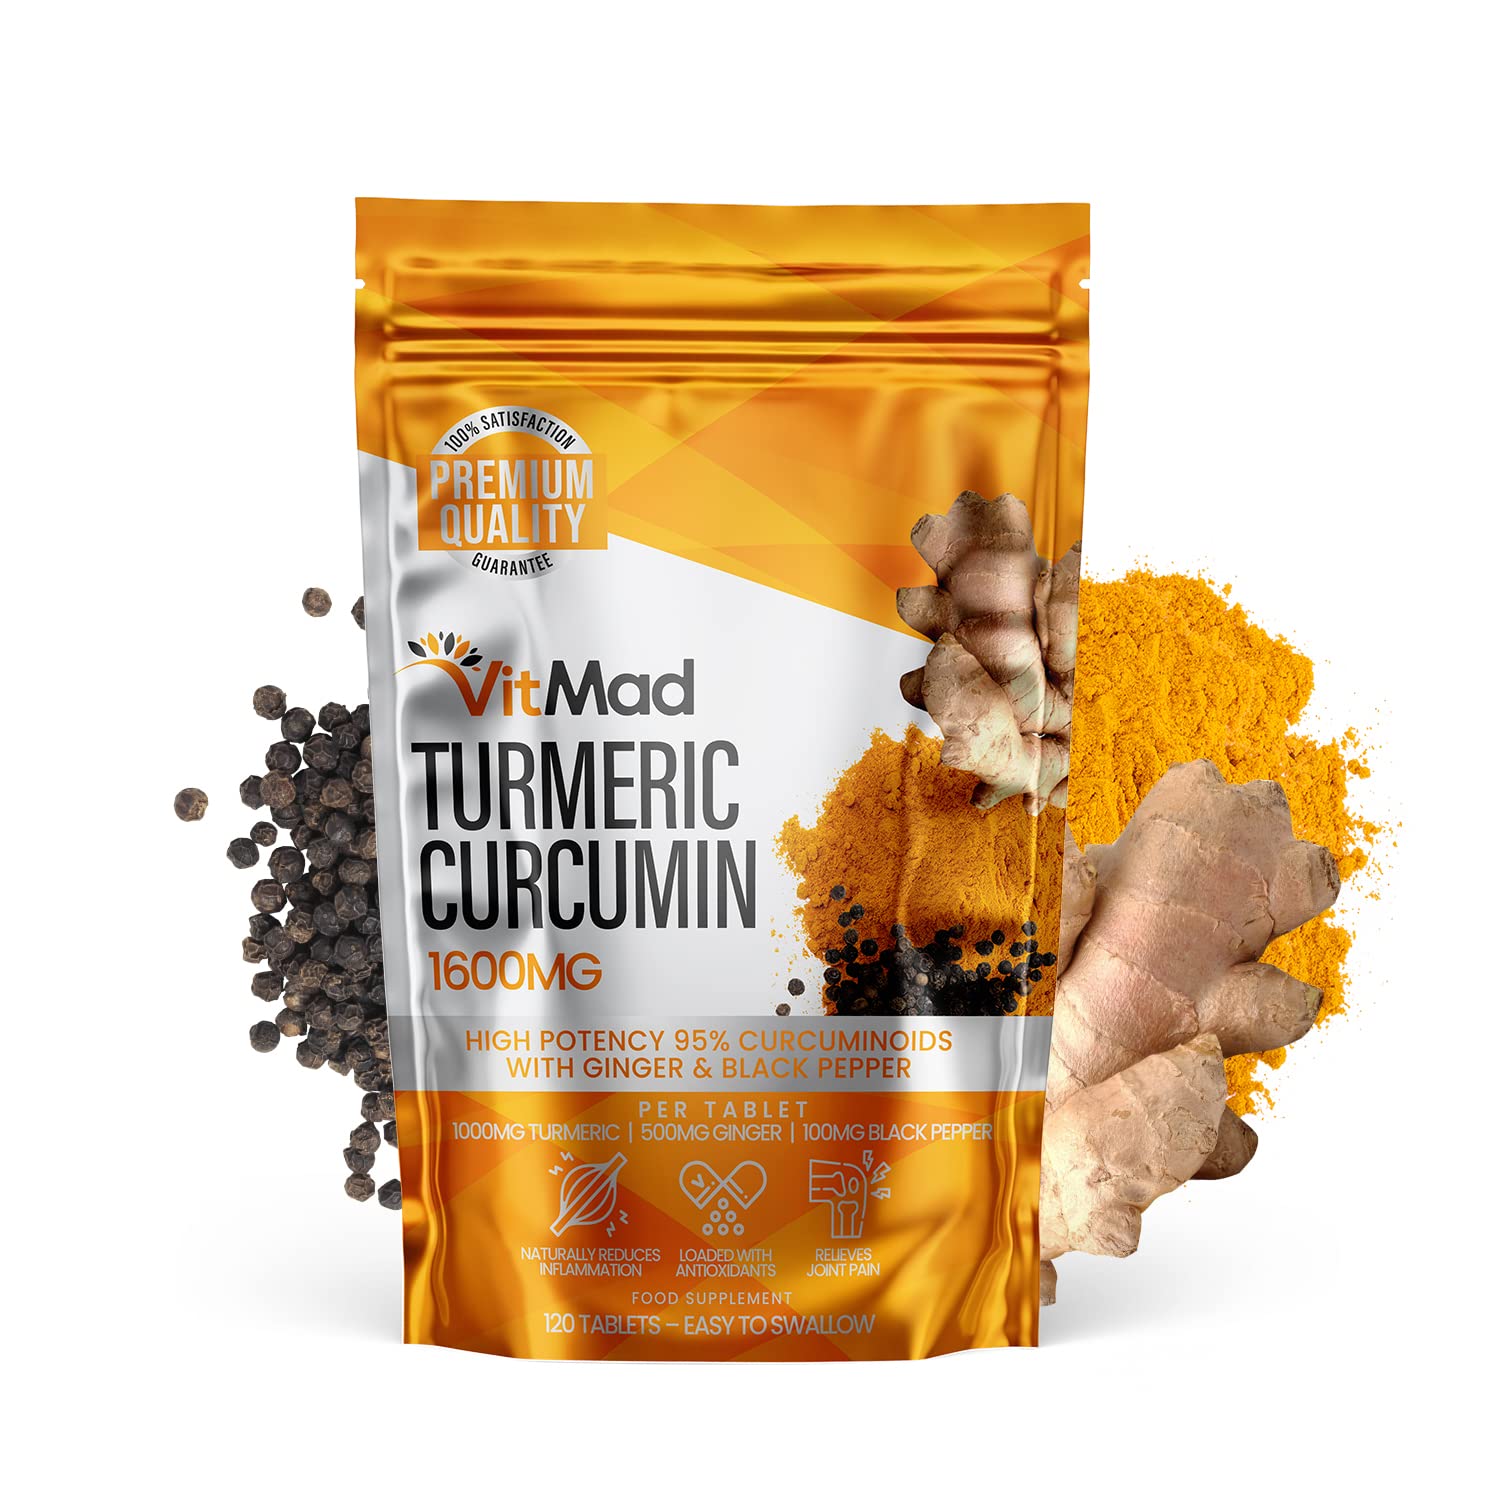 100% SATISFACTION
PREMIUM
QUALITY
GUARANTEE
VitMad
TURMERIC
CURCUMIN
1600MG
HIGH POTENCY 95% CURCUMINOIDS
WITH GINGER & BLACK PEPPER
PER TABLET
1000MG TURMERIC | 500MG GINGER | 100MG BLACK PEPPER
NATURALLY REDUCES
INFLAMMATION
LOADED WITH
ANTIOXIDANTS
RELIEVES
JOINT PAIN
FOOD SUPPLEMENT
120 TABLETS – EASY TO SWALLOW